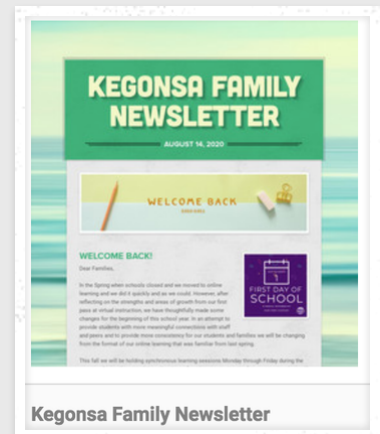 KEGONSA FAMILY
NEWSLETTER
AUGUST 14, 2020
WELCOME BACK
WELCOME BACK!
Dear Families,
FIRST DAY OF
SCHOOL
In the Spring when schools closed and we moved to online
learning and we did it quickly and as we could. However, after
reflecting on the strengths and areas of growth from our first
pass at virtual instruction, we have thoughtfully made some
changes for the beginning of this school year. In an attempt to
provide students with more meaningful connections with staff
and peers and to provide more consistency for our students and families we will be changing
from the format of our online learning that was familiar from last spring.
This fall we will be holding synchronous learning sessions Monday through Friday during the
Kegonsa Family Newsletter